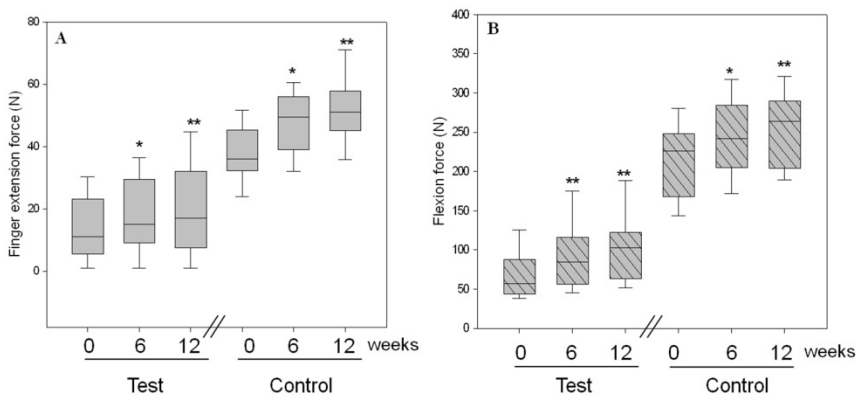 A
Finger extension force (N)
80
60
40
20
0
*
**
*
**
0 6 12 0 6 12 weeks
Test Control
B
Flexion force (N)
400
350
300
250
200
150
100
50
0
**
**
*
**
0 6 12 0 6 12 weeks
Test Control